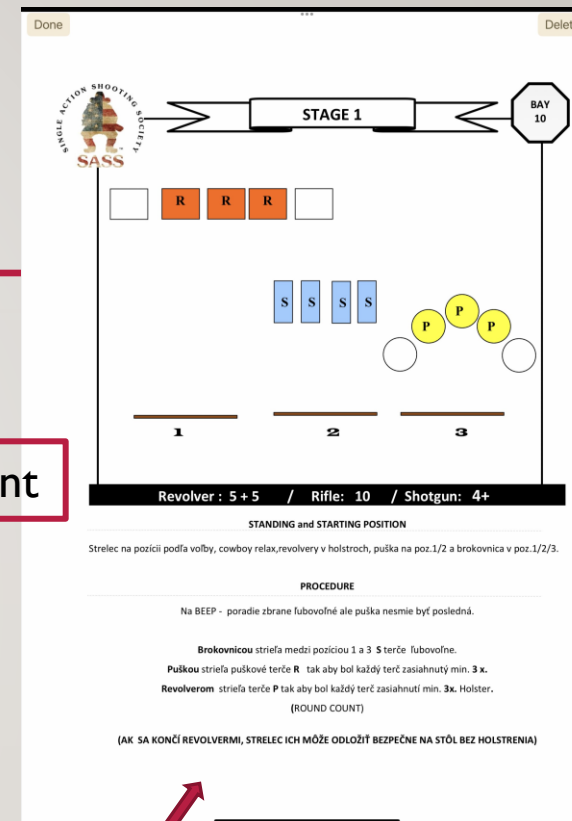 Done
Delet
SINGLE ACTION SHOOTING SOCIETY
SASS
STAGE 1
BAY
10
R R R
S S S S
P P P
1 2 3
nt
Revolver : 5 + 5 / Rifle: 10 / Shotgun: 4+
STANDING and STARTING POSITION
Strelec na pozícii podľa voľby, cowboy relax,revolvery v holstroch, puška na poz.1/2 a brokovnica v poz.1/2/3.
PROCEDURE
Na BEEP - poradie zbrane ľubovoľné ale puška nesmie byť posledná.
Brokovnicou strieľa medzi pozíciou 1 a 3 S terče ľubovoľne.
Puškou strieľa puškové terče R tak aby bol každý terč zasiahnutý min. 3 x.
Revolverom strieľa terče P tak aby bol každý terč zasiahnutí min. 3x. Holster.
(ROUND COUNT)
(AK SA KONČÍ REVOLVERMI, STRELEC ICH MÔŽE ODLOŽIŤ BEZPEČNE NA STÔL BEZ HOLSTRENIA)